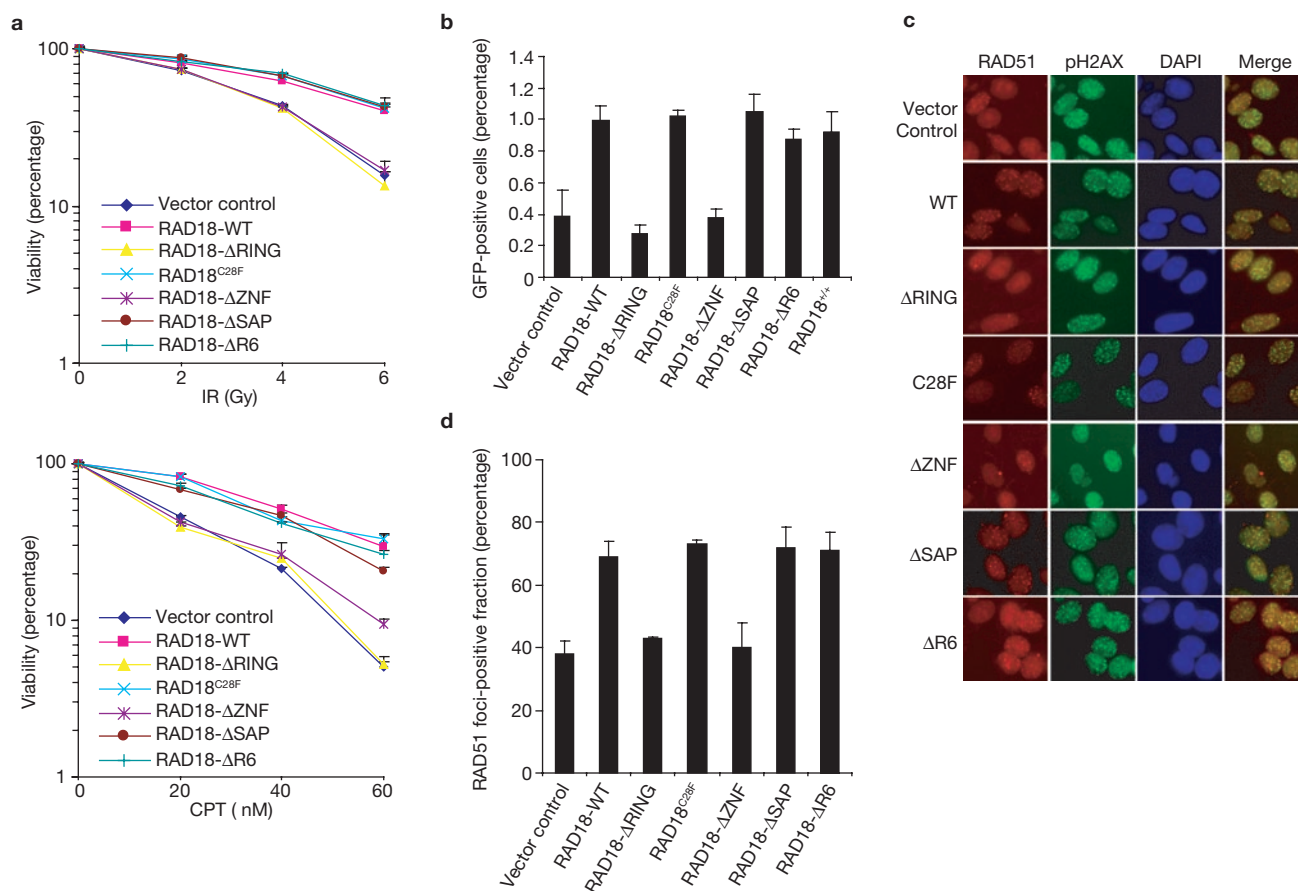 a
100
10
1
Viability (percentage)
Vector control
RAD18-WT
RAD18-ΔRING
RAD18C28F
RAD18-ΔZNF
RAD18-ΔSAP
RAD18-ΔR6
0 2 4 6
IR (Gy)
100
10
1
Viability (percentage)
Vector control
RAD18-WT
RAD18-ΔRING
RAD18C28F
RAD18-ΔZNF
RAD18-ΔSAP
RAD18-ΔR6
0 20 40 60
CPT ( nM)
b
1.4
1.2
1.0
0.8
0.6
0.4
0.2
0
GFP-positive cells (percentage)
Vector control
RAD18-WT
RAD18-ΔRING
RAD18C28F
RAD18-ΔZNF
RAD18-ΔSAP
RAD18-ΔR6
RAD18+/+
d
100
80
60
40
20
0
RAD51 foci-positive fraction (percentage)
Vector control
RAD18-WT
RAD18-ΔRING
RAD18C28F
RAD18-ΔZNF
RAD18-ΔSAP
RAD18-ΔR6
c
RAD51 pH2AX DAPI Merge
Vector
Control
WT
ΔRING
C28F
ΔZNF
ΔSAP
ΔR6